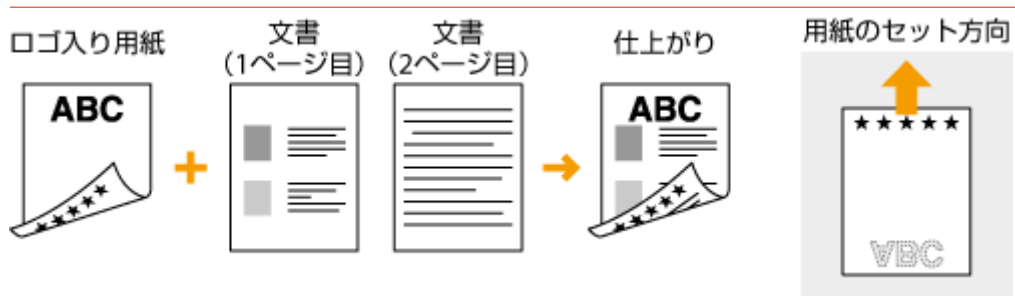 ロゴ入り用紙
ABC
★★★★★
文書
(1ページ目)
文書
(2ページ目)
仕上がり
ABC
★★★★★
用紙のセット方向
★★★★★
ABC